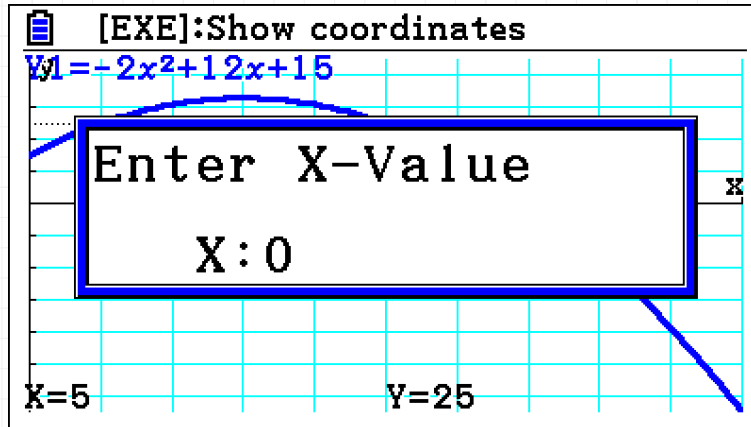 [EXE]:Show coordinates
y
Y1=-2x²+12x+15
Enter X-Value
x
X:0
X=5 Y=25